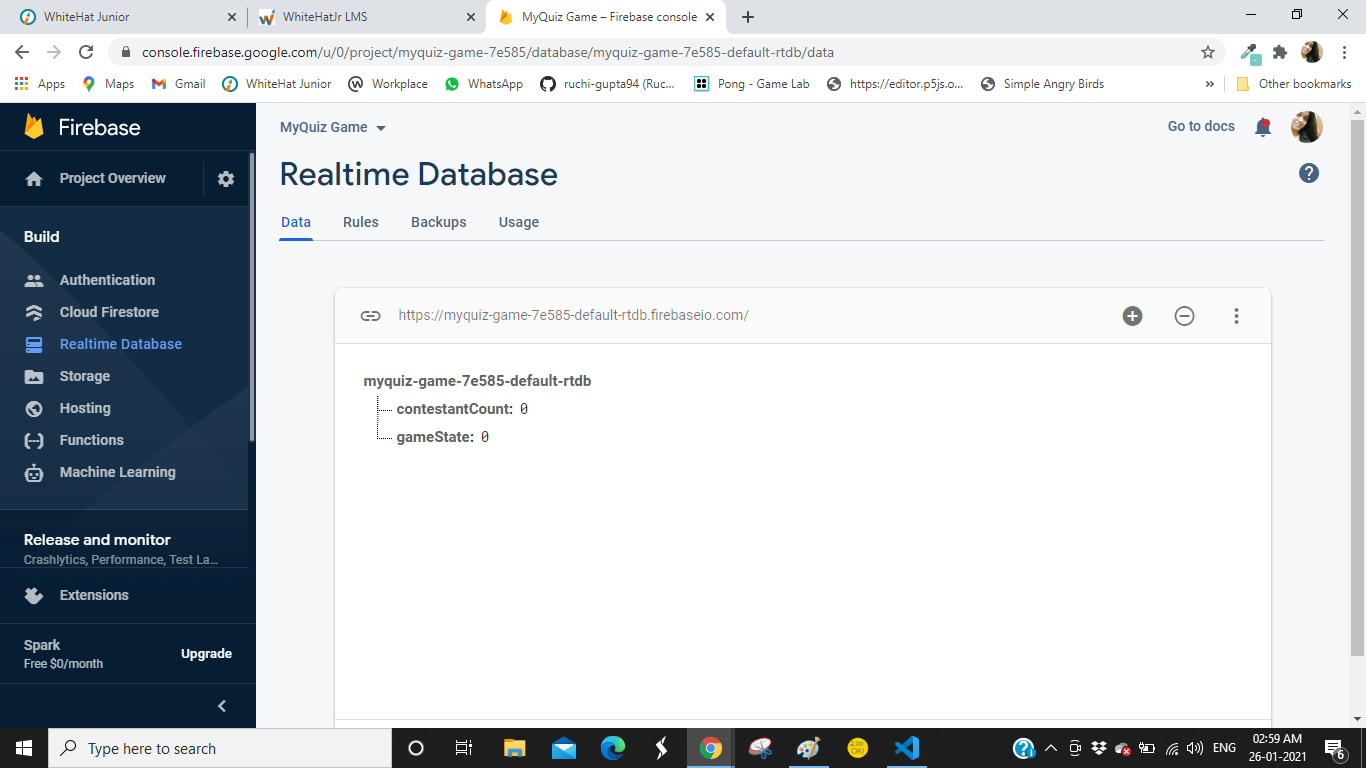 WhiteHat Junior
WhiteHatJr LMS
MyQuiz Game – Firebase console
console.firebase.google.com/u/0/project/myquiz-game-7e585/database/myquiz-game-7e585-default-rtdb/data
Apps
Maps
Gmail
WhiteHat Junior
Workplace
WhatsApp
ruchi-gupta94 (Ruc...
Pong - Game Lab
https://editor.p5js.o...
Simple Angry Birds
»
Other bookmarks
Firebase
MyQuiz Game
Go to docs
Project Overview
Realtime Database
?
Data
Rules
Backups
Usage
Build
Authentication
Cloud Firestore
Realtime Database
Storage
Hosting
Functions
Machine Learning
https://myquiz-game-7e585-default-rtdb.firebaseio.com/
myquiz-game-7e585-default-rtdb
contestantCount: 0
gameState: 0
Release and monitor
Crashlytics, Performance, Test La...
Extensions
Spark
Free $0/month
Upgrade
Type here to search
ENG
02:59 AM
26-01-2021
6